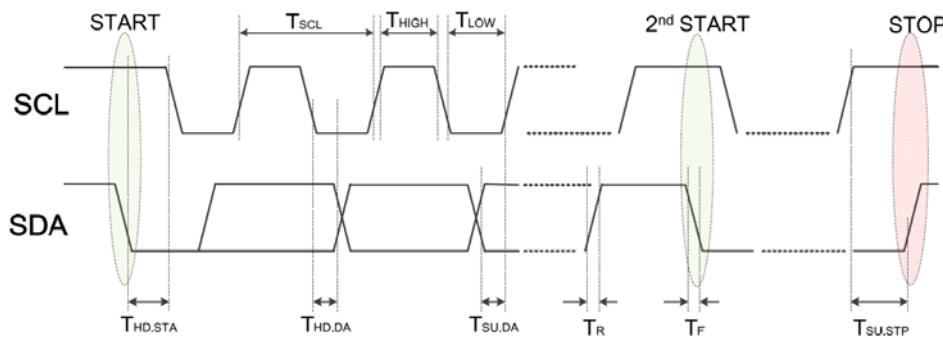 START
TSCL
THIGH
TLOW
2nd START
STOP
SCL
SDA
THD.STA
THD.DA
TSU.DA
TR
TF
TSU.STP